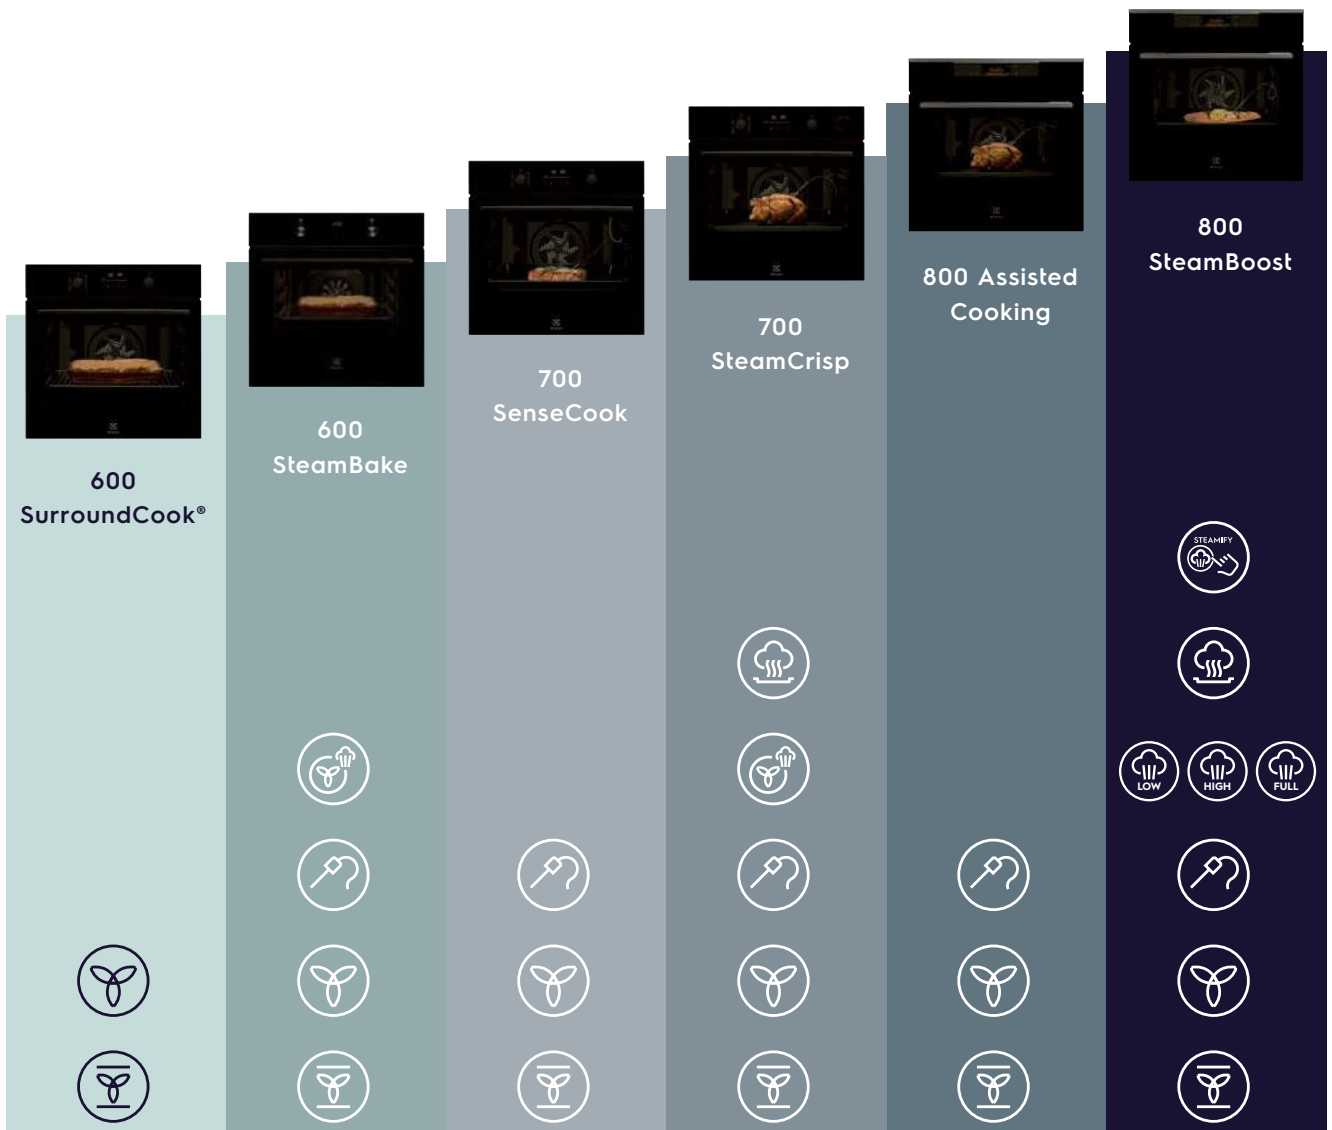 600
SurroundCook®
600
SteamBake
700
SenseCook
700
SteamCrisp
800 Assisted
Cooking
800
SteamBoost
STEAMIFY
LOW
HIGH
FULL